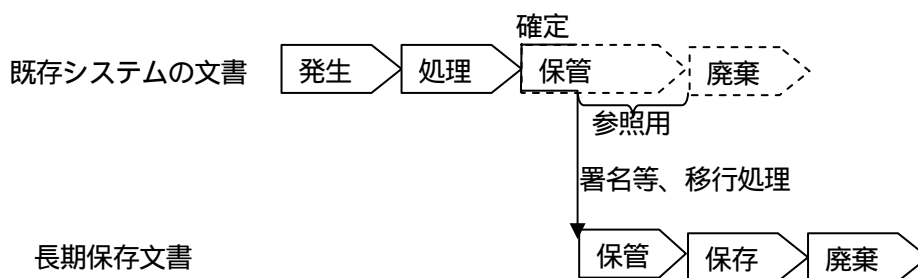 確定
既存システムの文書 発生 処理 保管 廃棄
参照用
署名等、移行処理
長期保存文書 保管 保存 廃棄